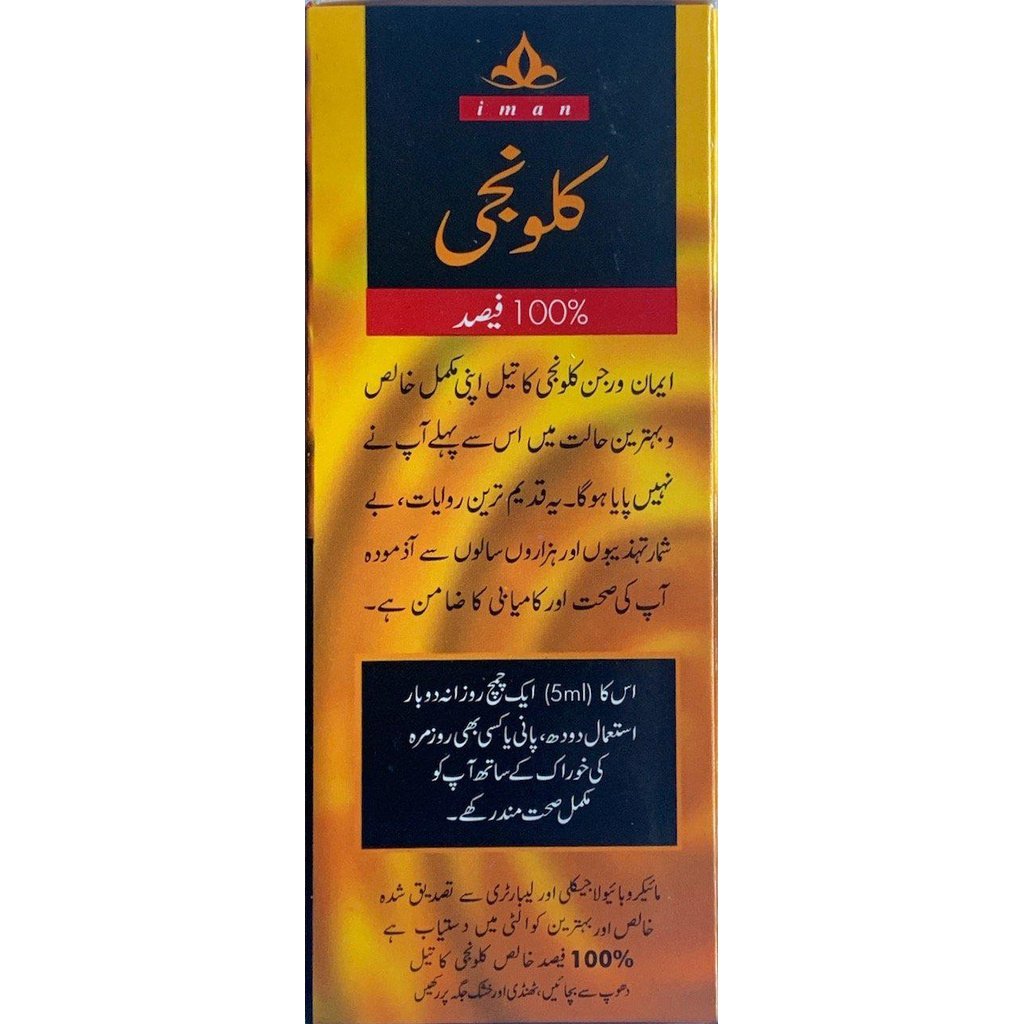 iman
کلونجی
100% فیصد
ایمان ورجن کلونجی کا تیل اپنی مکمل خالص
و بہترین حالت میں اس سے پہلے آپ نے
نہیں پایا ہوگا۔ یہ قدیم ترین روایات، بے
شمار تہذیبوں اور ہزاروں سالوں سے آذمودہ
آپ کی صحت اور کامیابی کا ضامن ہے۔
اس کا (5ml) ایک چمچ روزانہ دوبار
استعمال دودھ، پانی یا کسی بھی روزمرہ
کی خوراک کے ساتھ آپ کو
مکمل صحت مند رکھے۔
مائیکروبائیولاجیکلی اور لیبارٹری سے تصدیق شدہ
خالص اور بہترین کوالٹی میں دستیاب ہے
100% فیصد خالص کلونجی کا تیل
دھوپ سے بچائیں، ٹھنڈی اور خشک جگہ پر رکھیں